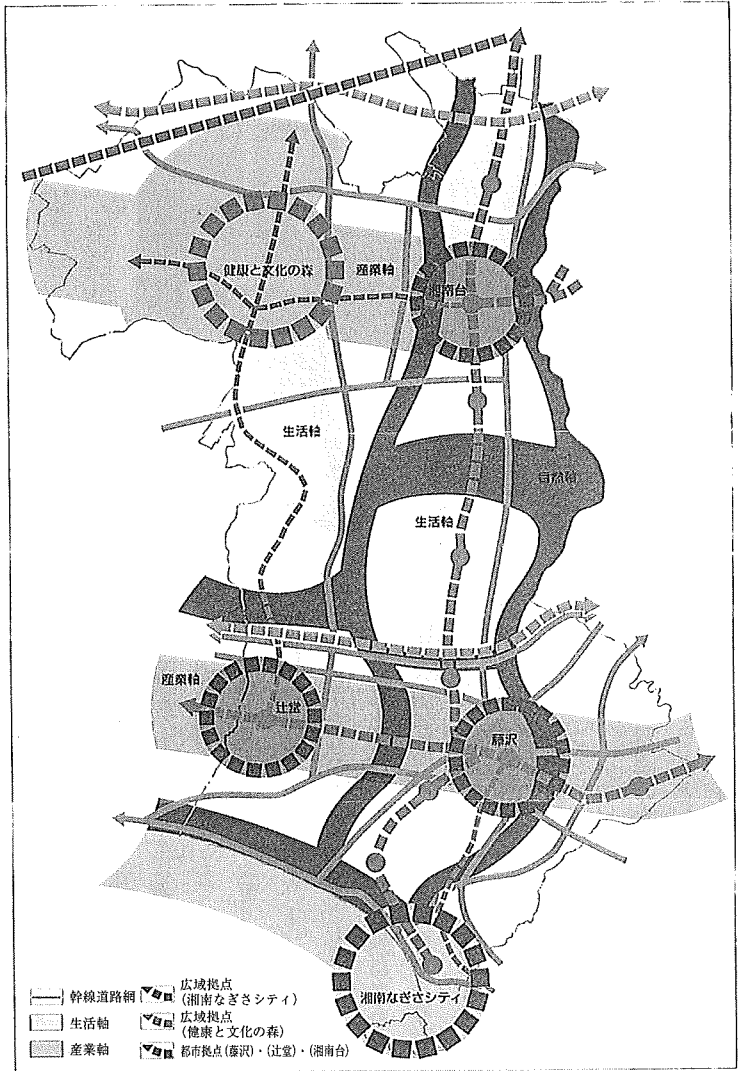 健康と文化の森
産業軸
湘南台
生活軸
自然軸
生活軸
産業軸
辻堂
藤沢
湘南なぎさシティ
幹線道路網
広域拠点
(湘南なぎさシティ)
生活軸
広域拠点
(健康と文化の森)
産業軸
都市拠点(藤沢)・(辻堂)・(湘南台)